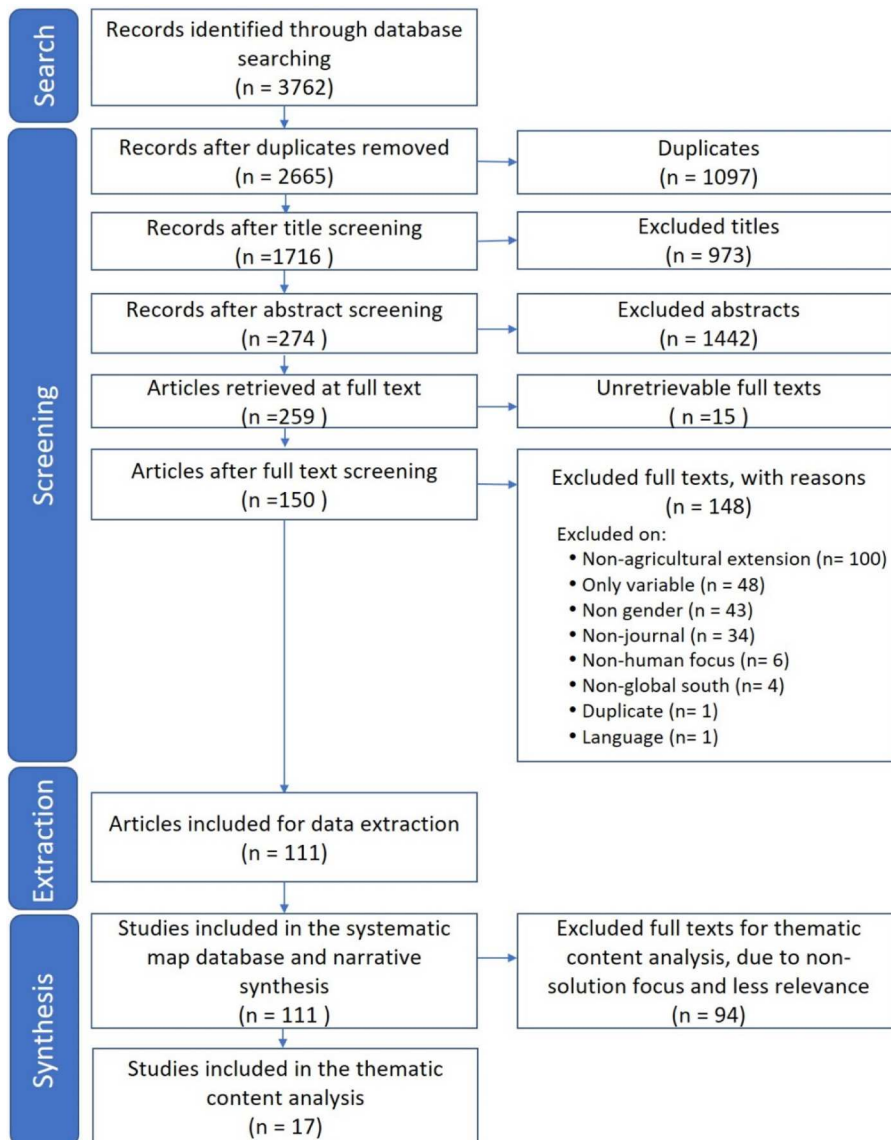 Search
Records identified through database
searching
(n = 3762)
Screening
Records after duplicates removed
(n = 2665)
Duplicates
(n = 1097)
Records after title screening
(n =1716 )
Excluded titles
(n = 973)
Records after abstract screening
(n =274 )
Excluded abstracts
(n = 1442)
Articles retrieved at full text
(n =259 )
Unretrievable full texts
( n =15 )
Articles after full text screening
(n =150 )
Excluded full texts, with reasons
(n = 148)
Excluded on:
• Non-agricultural extension (n= 100)
• Only variable (n = 48)
• Non gender (n = 43)
• Non-journal (n = 34)
• Non-human focus (n= 6)
• Non-global south (n= 4)
• Duplicate (n= 1)
• Language (n= 1)
Extraction
Articles included for data extraction
(n = 111)
Synthesis
Studies included in the systematic
map database and narrative
synthesis
(n = 111 )
Excluded full texts for thematic
content analysis, due to non-
solution focus and less relevance
(n = 94)
Studies included in the thematic
content analysis
(n = 17)